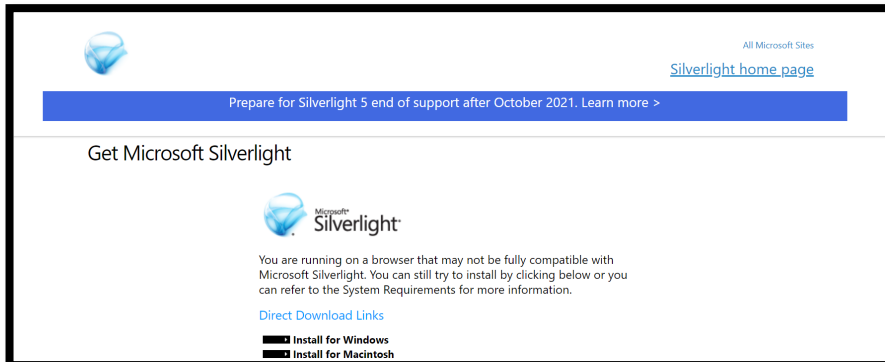 All Microsoft Sites
Silverlight home page
Prepare for Silverlight 5 end of support after October 2021. Learn more >
Get Microsoft Silverlight
Microsoft®
Silverlight™
You are running on a browser that may not be fully compatible with
Microsoft Silverlight. You can still try to install by clicking below or you
can refer to the System Requirements for more information.
Direct Download Links
Install for Windows
Install for Macintosh